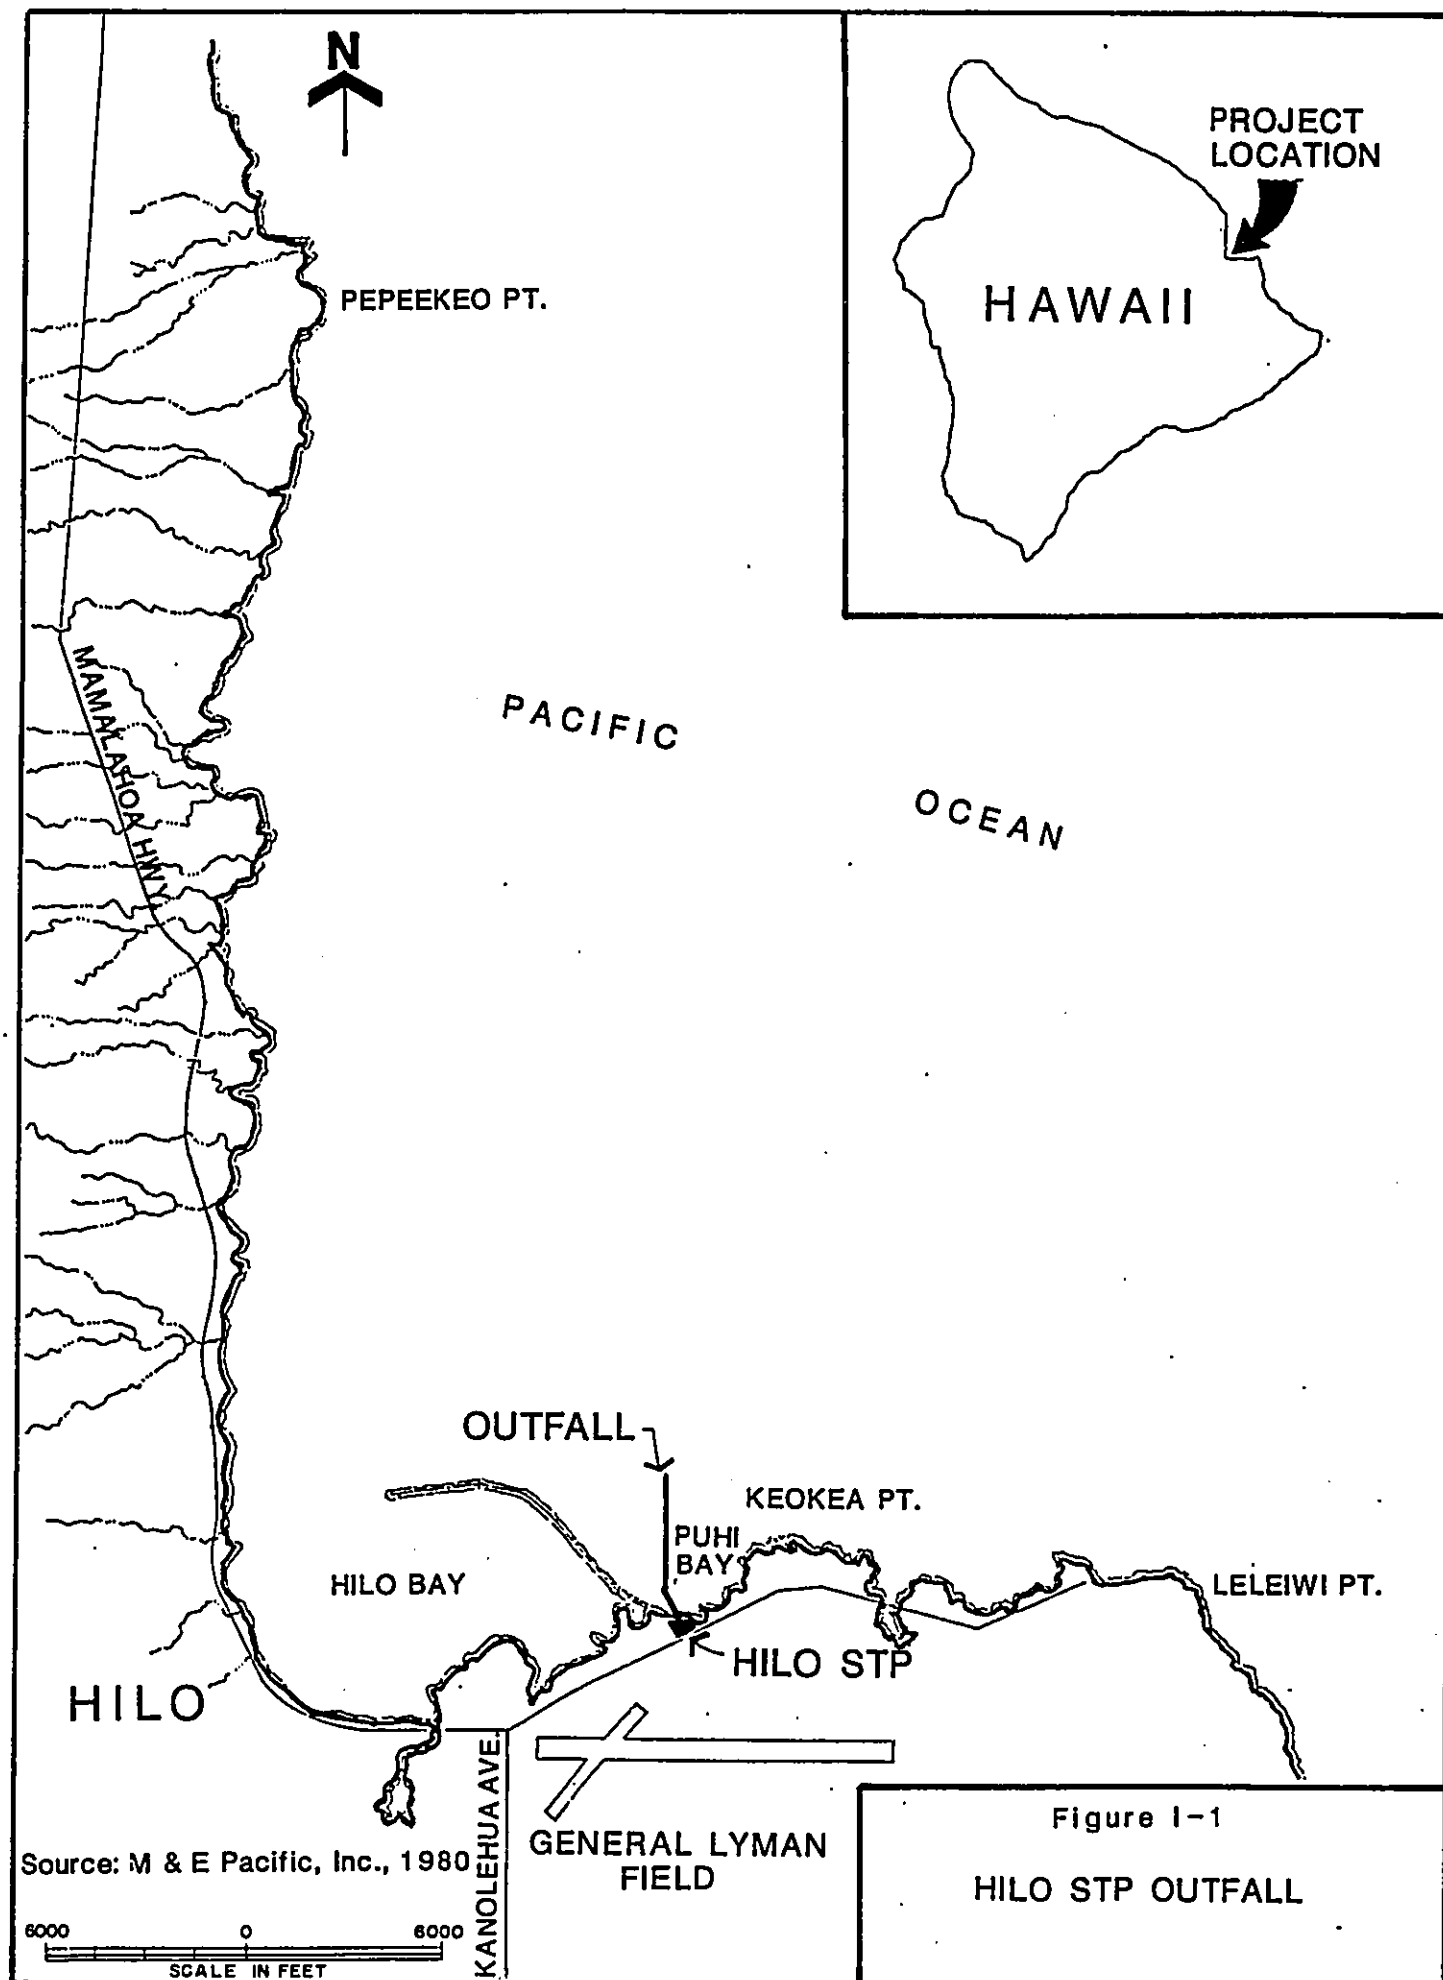 N
PROJECT
LOCATION
HAWAII
PEPEEKEO PT.
MAMALAHOA HWY
PACIFIC
OCEAN
OUTFALL
KEOKEA PT.
PUHI
BAY
HILO BAY
LELEIWI PT.
HILO STP
HILO
KANOLEHUA AVE.
GENERAL LYMAN
FIELD
Source: M & E Pacific, Inc., 1980
6000 0 6000
SCALE IN FEET
Figure I-1
HILO STP OUTFALL